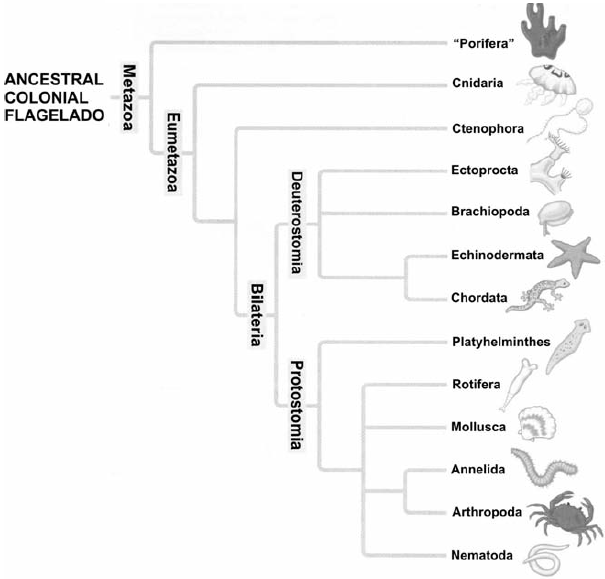 "Porifera"
ANCESTRAL
COLONIAL
FLAGELADO
Metazoa
Cnidaria
Eumetazoa
Ctenophora
Ectoprocta
Deuterostomia
Brachiopoda
Echinodermata
Chordata
Bilateria
Platyhelminthes
Protostomia
Rotifera
Mollusca
Annelida
Arthropoda
Nematoda